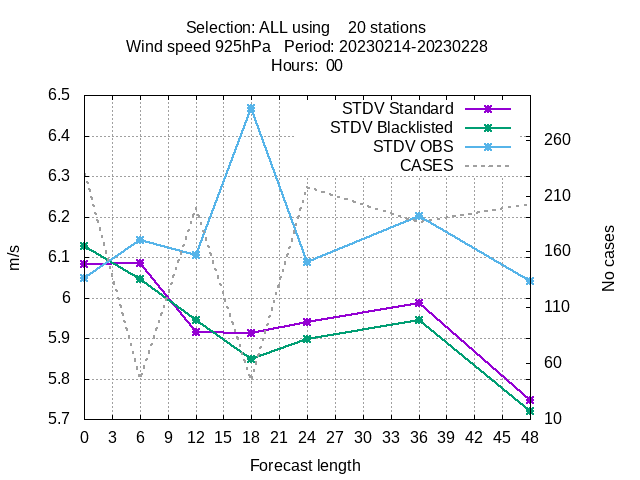 Selection: ALL using    20 stations
Wind speed 925hPa   Period: 20230214-20230228
Hours:  00
STDV Standard
STDV Blacklisted
STDV OBS
CASES
6.5
6.4
6.3
6.2
6.1
6
5.9
5.8
5.7
m/s
260
210
160
110
60
10
No cases
0 3 6 9 12 15 18 21 24 27 30 33 36 39 42 45 48
Forecast length